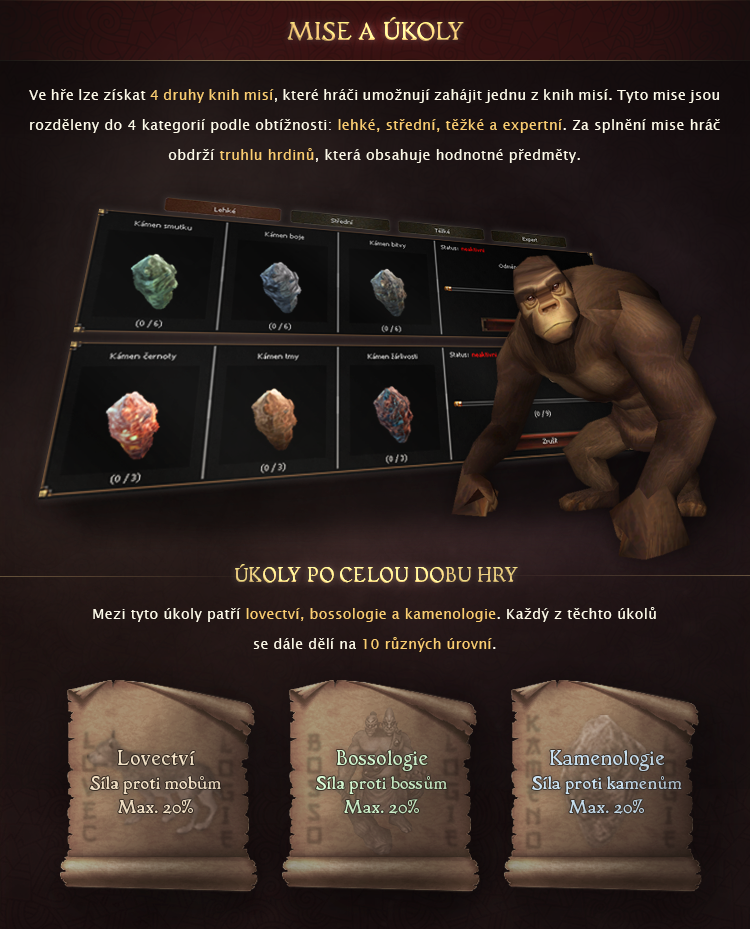 MISE A ÚKOLY
Ve hře lze získat 4 druhy knih misí, které hráči umožnují zahájit jednu z knih misí. Tyto mise jsou
rozděleny do 4 kategorií podle obtížnosti: lehké, střední, těžké a expertní. Za splnění mise hráč
obdrží truhlu hrdinů, která obsahuje hodnotné předměty.
Lehké
Střední
Těžké
Expert
Kámen smutku
Kámen boje
Kámen bitvy
Status: Neaktivní
Odměn
(0 / 6)
(0 / 6)
(0 / 6)
Kámen černoty
Kámen tmy
Kámen žárlivosti
Status: Neaktivní
(0 / 9)
Zrušit
(0 / 3)
(0 / 3)
(0 / 3)
ÚKOLY PO CELOU DOBU HRY
Mezi tyto úkoly patří lovectví, bossologie a kamenologie. Každý z těchto úkolů
se dále dělí na 10 různých úrovní.
Lovectví
Síla proti mobům
Max. 20%
Bossologie
Síla proti bossům
Max. 20%
Kamenologie
Síla proti kamenům
Max. 20%